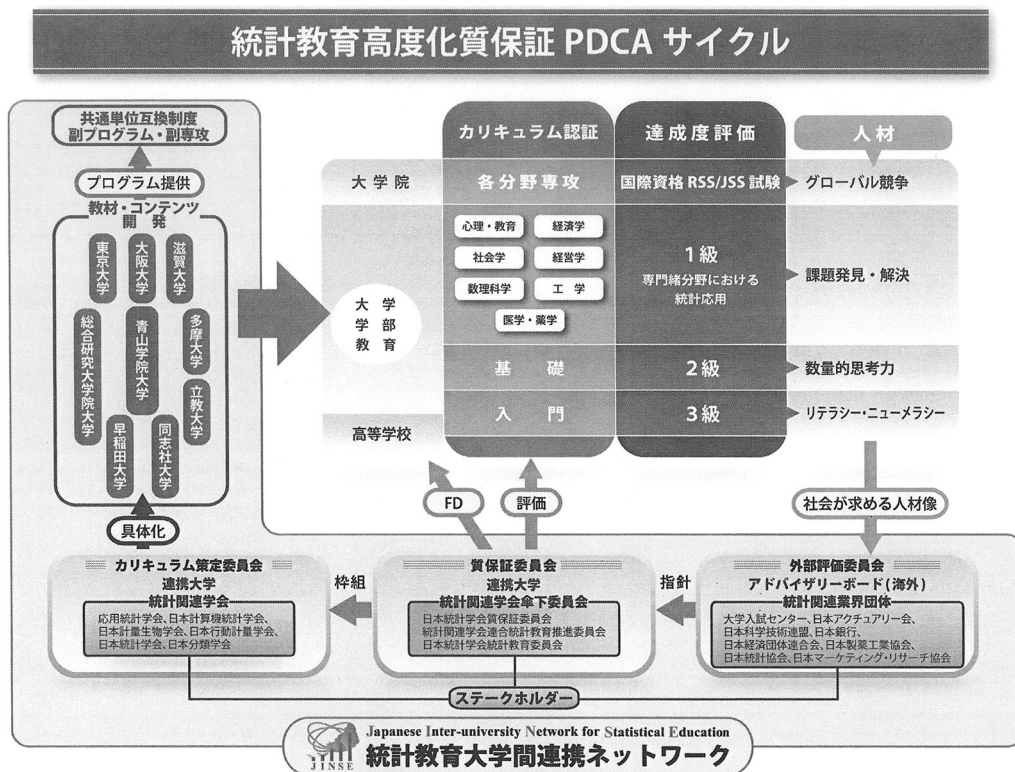 統計教育高度化質保証 PDCA サイクル
共通単位互換制度
副プログラム・副専攻
プログラム提供
教材・コンテンツ
開発
東京大学
大阪大学
滋賀大学
総合研究大学院大学
青山学院大学
多摩大学
立教大学
早稲田大学
同志社大学
具体化
カリキュラム認証
達成度評価
人材
大学院
各分野専攻
国際資格 RSS/JSS 試験
グローバル競争
大学
学部
教育
心理・教育
経済学
社会学
経営学
数理科学
工学
医学・薬学
1級
専門緒分野における
統計応用
課題発見・解決
基礎
2級
数量的思考力
入門
3級
リテラシー・ニューメラシー
高等学校
FD
評価
社会が求める人材像
カリキュラム策定委員会
連携大学
統計関連学会
応用統計学会、日本計算機統計学会、
日本計量生物学会、日本行動計量学会、
日本統計学会、日本分類学会
枠組
質保証委員会
連携大学
統計関連学会傘下委員会
日本統計学会質保証委員会
統計関連学会連合統計教育推進委員会
日本統計学会統計教育委員会
指針
外部評価委員会
アドバイザリーボード(海外)
統計関連業界団体
大学入試センター、日本アクチュアリー会、
日本科学技術連盟、日本銀行、
日本経済団体連合会、日本製薬工業協会、
日本統計協会、日本マーケティング・リサーチ協会
ステークホルダー
JINSE
Japanese Inter-university Network for Statistical Education
統計教育大学間連携ネットワーク